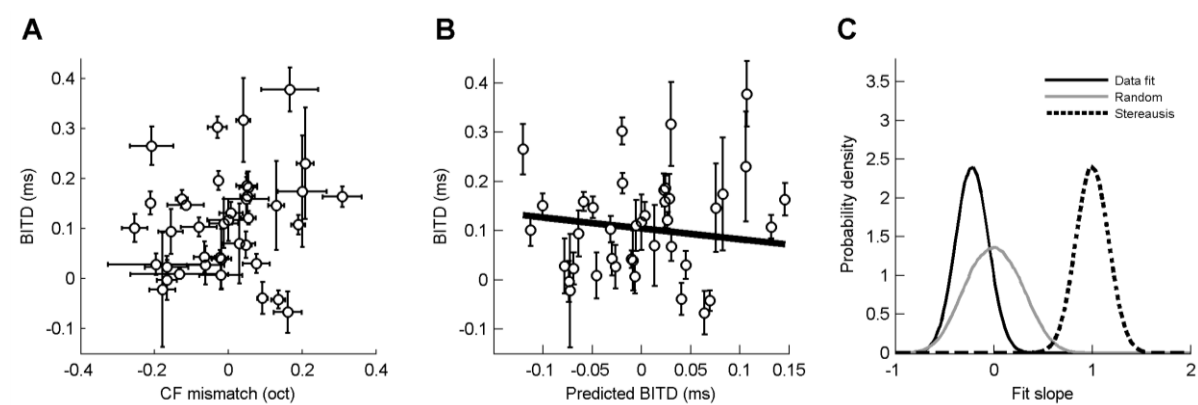 A
B
C
0.4
0.3
0.2
0.1
0
-0.1
BITD (ms)
-0.4
-0.2
0
0.2
0.4
CF mismatch (oct)
0.4
0.3
0.2
0.1
0
-0.1
BITD (ms)
-0.1
-0.05
0
0.05
0.1
0.15
Predicted BITD (ms)
3.5
3
2.5
2
1.5
1
0.5
0
Probability density
Data fit
Random
Stereausis
-1
0
1
2
Fit slope